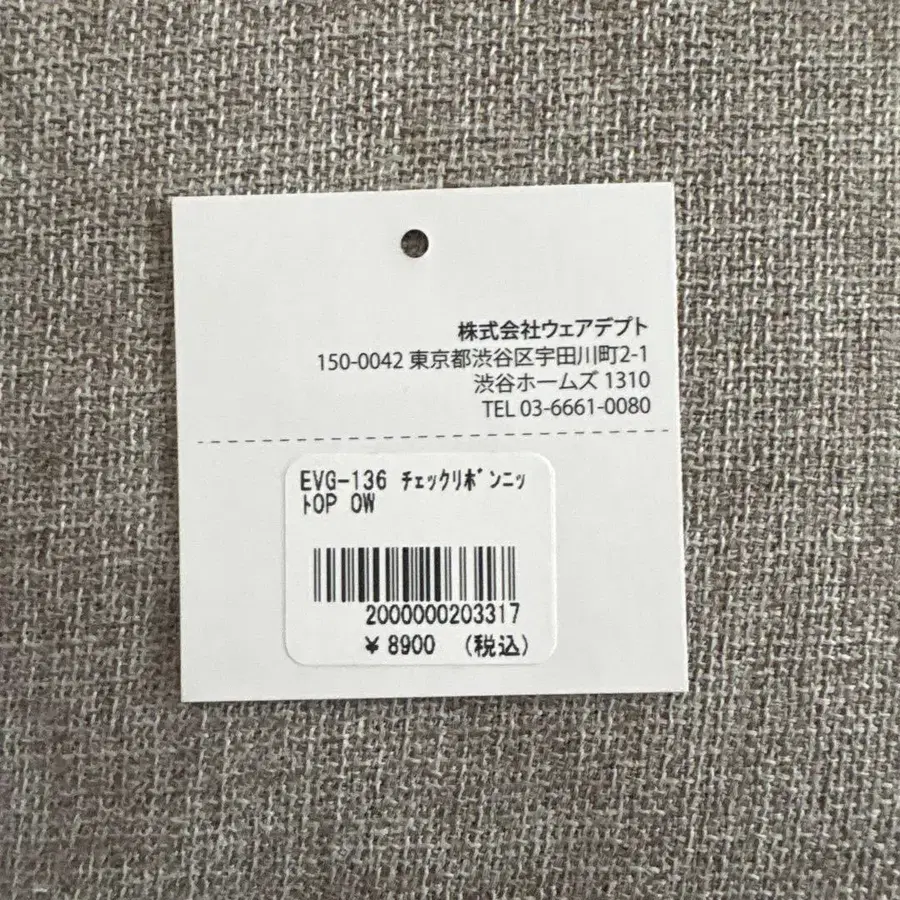 株式会社ウェアデプト
150-0042 東京都渋谷区宇田川町2-1
渋谷ホームズ 1310
TEL 03-6661-0080
EVG-136 ﾁｪｯｸﾘﾎﾞﾝﾆｯ
ﾄOP OW
2000000203317
¥8900 (税込)